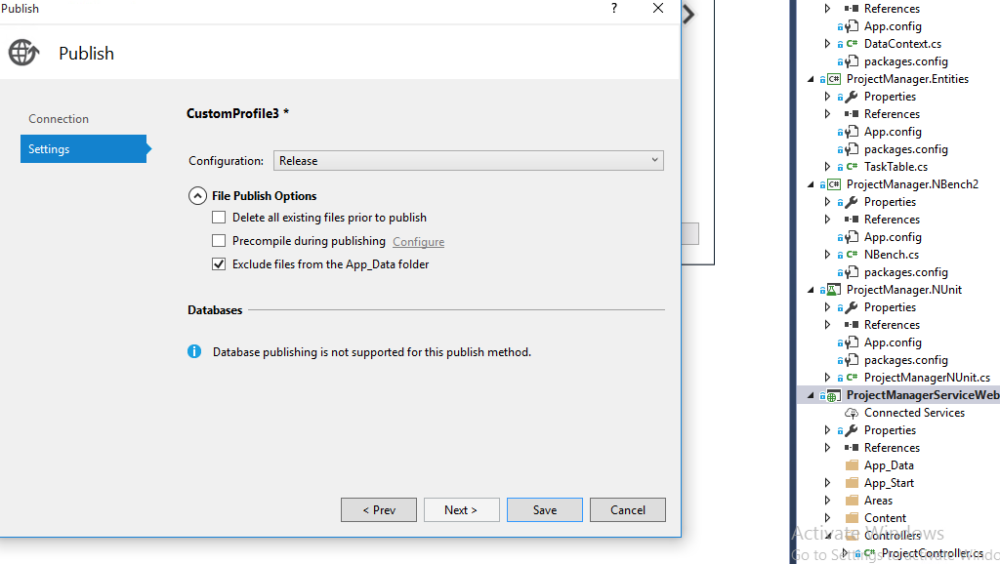 Publish
?
Publish
Connection
Settings
CustomProfile3 *
Configuration: Release
File Publish Options
Delete all existing files prior to publish
Precompile during publishing Configure
Exclude files from the App_Data folder
Databases
Database publishing is not supported for this publish method.
< Prev
Next >
Save
Cancel
References
App.config
C# DataContext.cs
packages.config
C# ProjectManager.Entities
Properties
References
App.config
packages.config
C# TaskTable.cs
C# ProjectManager.NBench2
Properties
References
App.config
C# NBench.cs
packages.config
ProjectManager.NUnit
Properties
References
App.config
packages.config
C# ProjectManagerNUnit.cs
ProjectManagerServiceWeb
Connected Services
Properties
References
App_Data
App_Start
Areas
Content
Controllers
C# ProjectController.cs
Activate Windows
Go to Settings to activate Windo